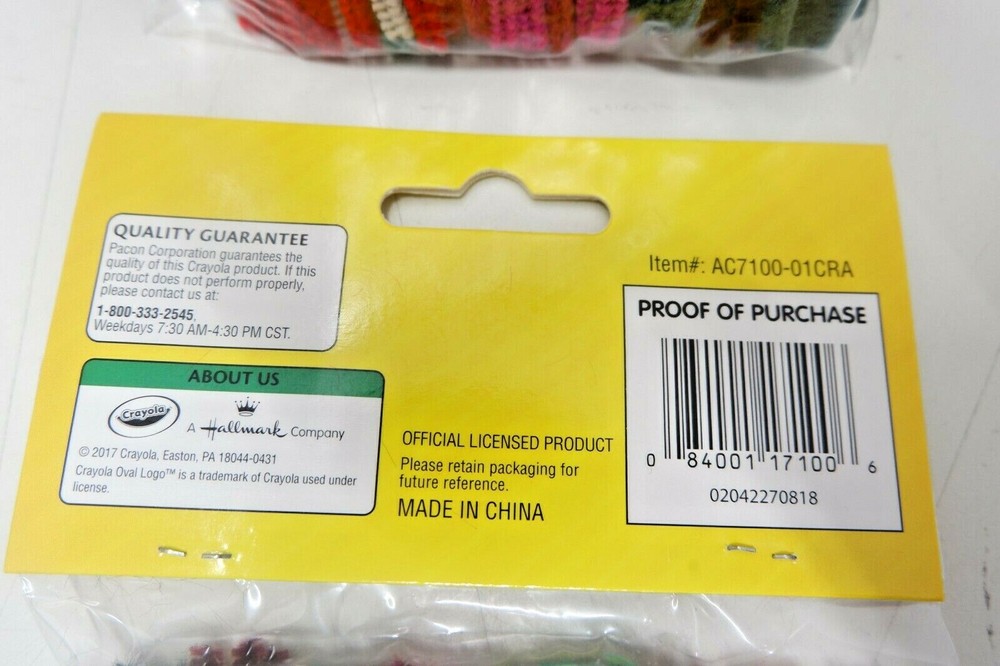 QUALITY GUARANTEE
Pacon Corporation guarantees the
quality of this Crayola product. If this
product does not perform properly,
please contact us at:
1-800-333-2545,
Weekdays 7:30 AM-4:30 PM CST.
ABOUT US
Crayola
A Hallmark Company
© 2017 Crayola, Easton, PA 18044-0431
Crayola Oval Logo™ is a trademark of Crayola used under
license.
OFFICIAL LICENSED PRODUCT
Please retain packaging for
future reference.
MADE IN CHINA
Item#: AC7100-01CRA
PROOF OF PURCHASE
0 84001 17100 6
02042270818